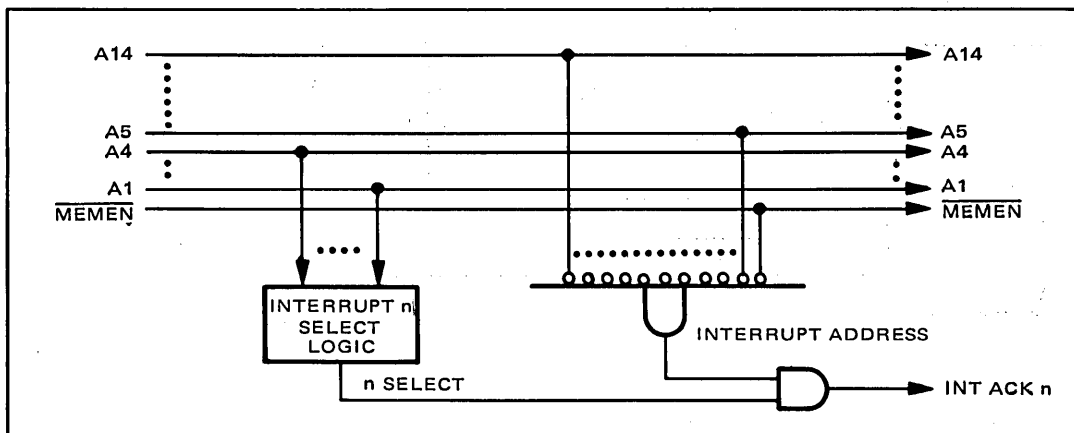 A14 A14
A5 A5
A4 A4
A1 A1
MEMEN MEMEN
INTERRUPT n
SELECT
LOGIC
INTERRUPT ADDRESS
n SELECT
INT ACK n